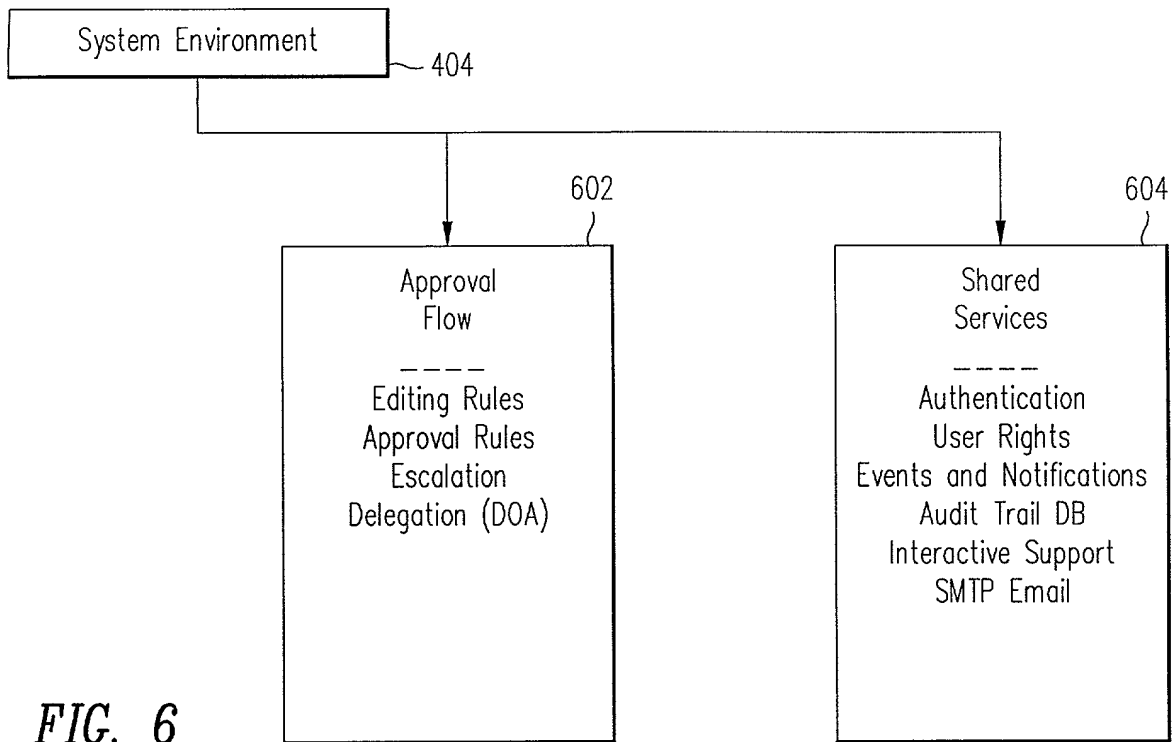 System Environment
404
602
604
Approval
Flow
Editing Rules
Approval Rules
Escalation
Delegation (DOA)
Shared
Services
Authentication
User Rights
Events and Notifications
Audit Trail DB
Interactive Support
SMTP Email
FIG. 6